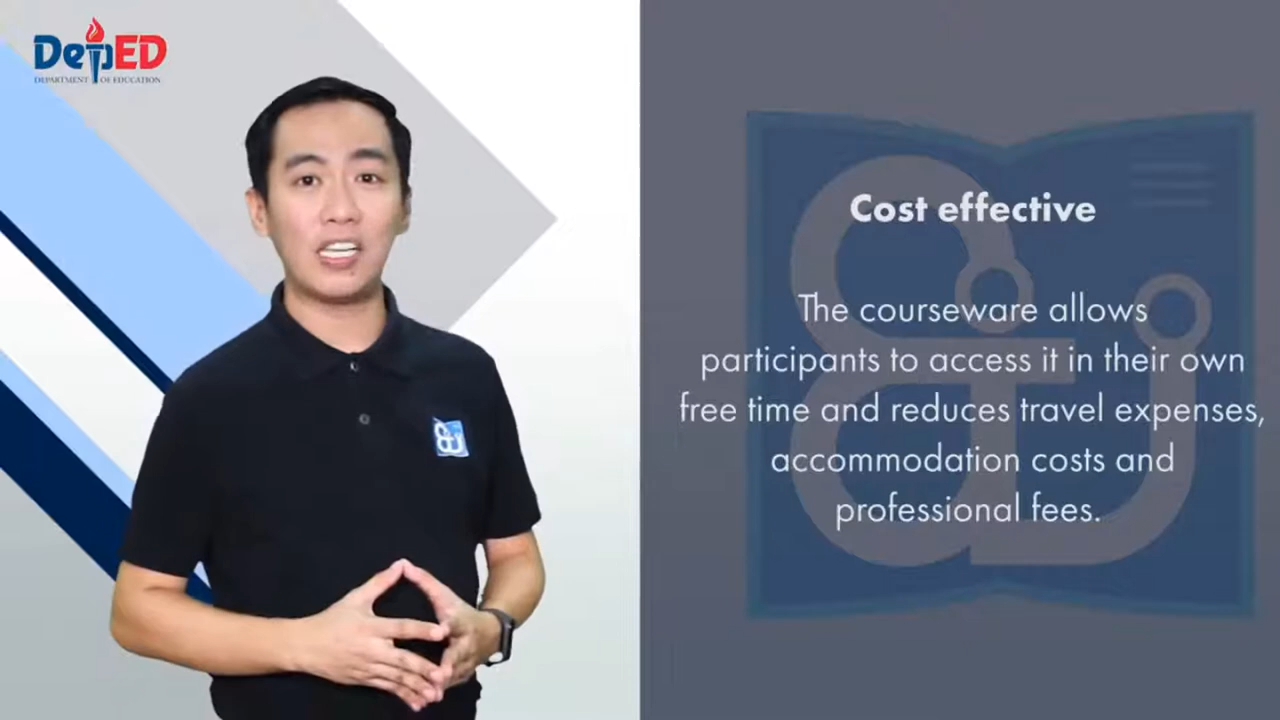 DepED
DEPARTMENT OF EDUCATION
Cost effective
The courseware allows
participants to access it in their own
free time and reduces travel expenses,
accommodation costs and
professional fees.